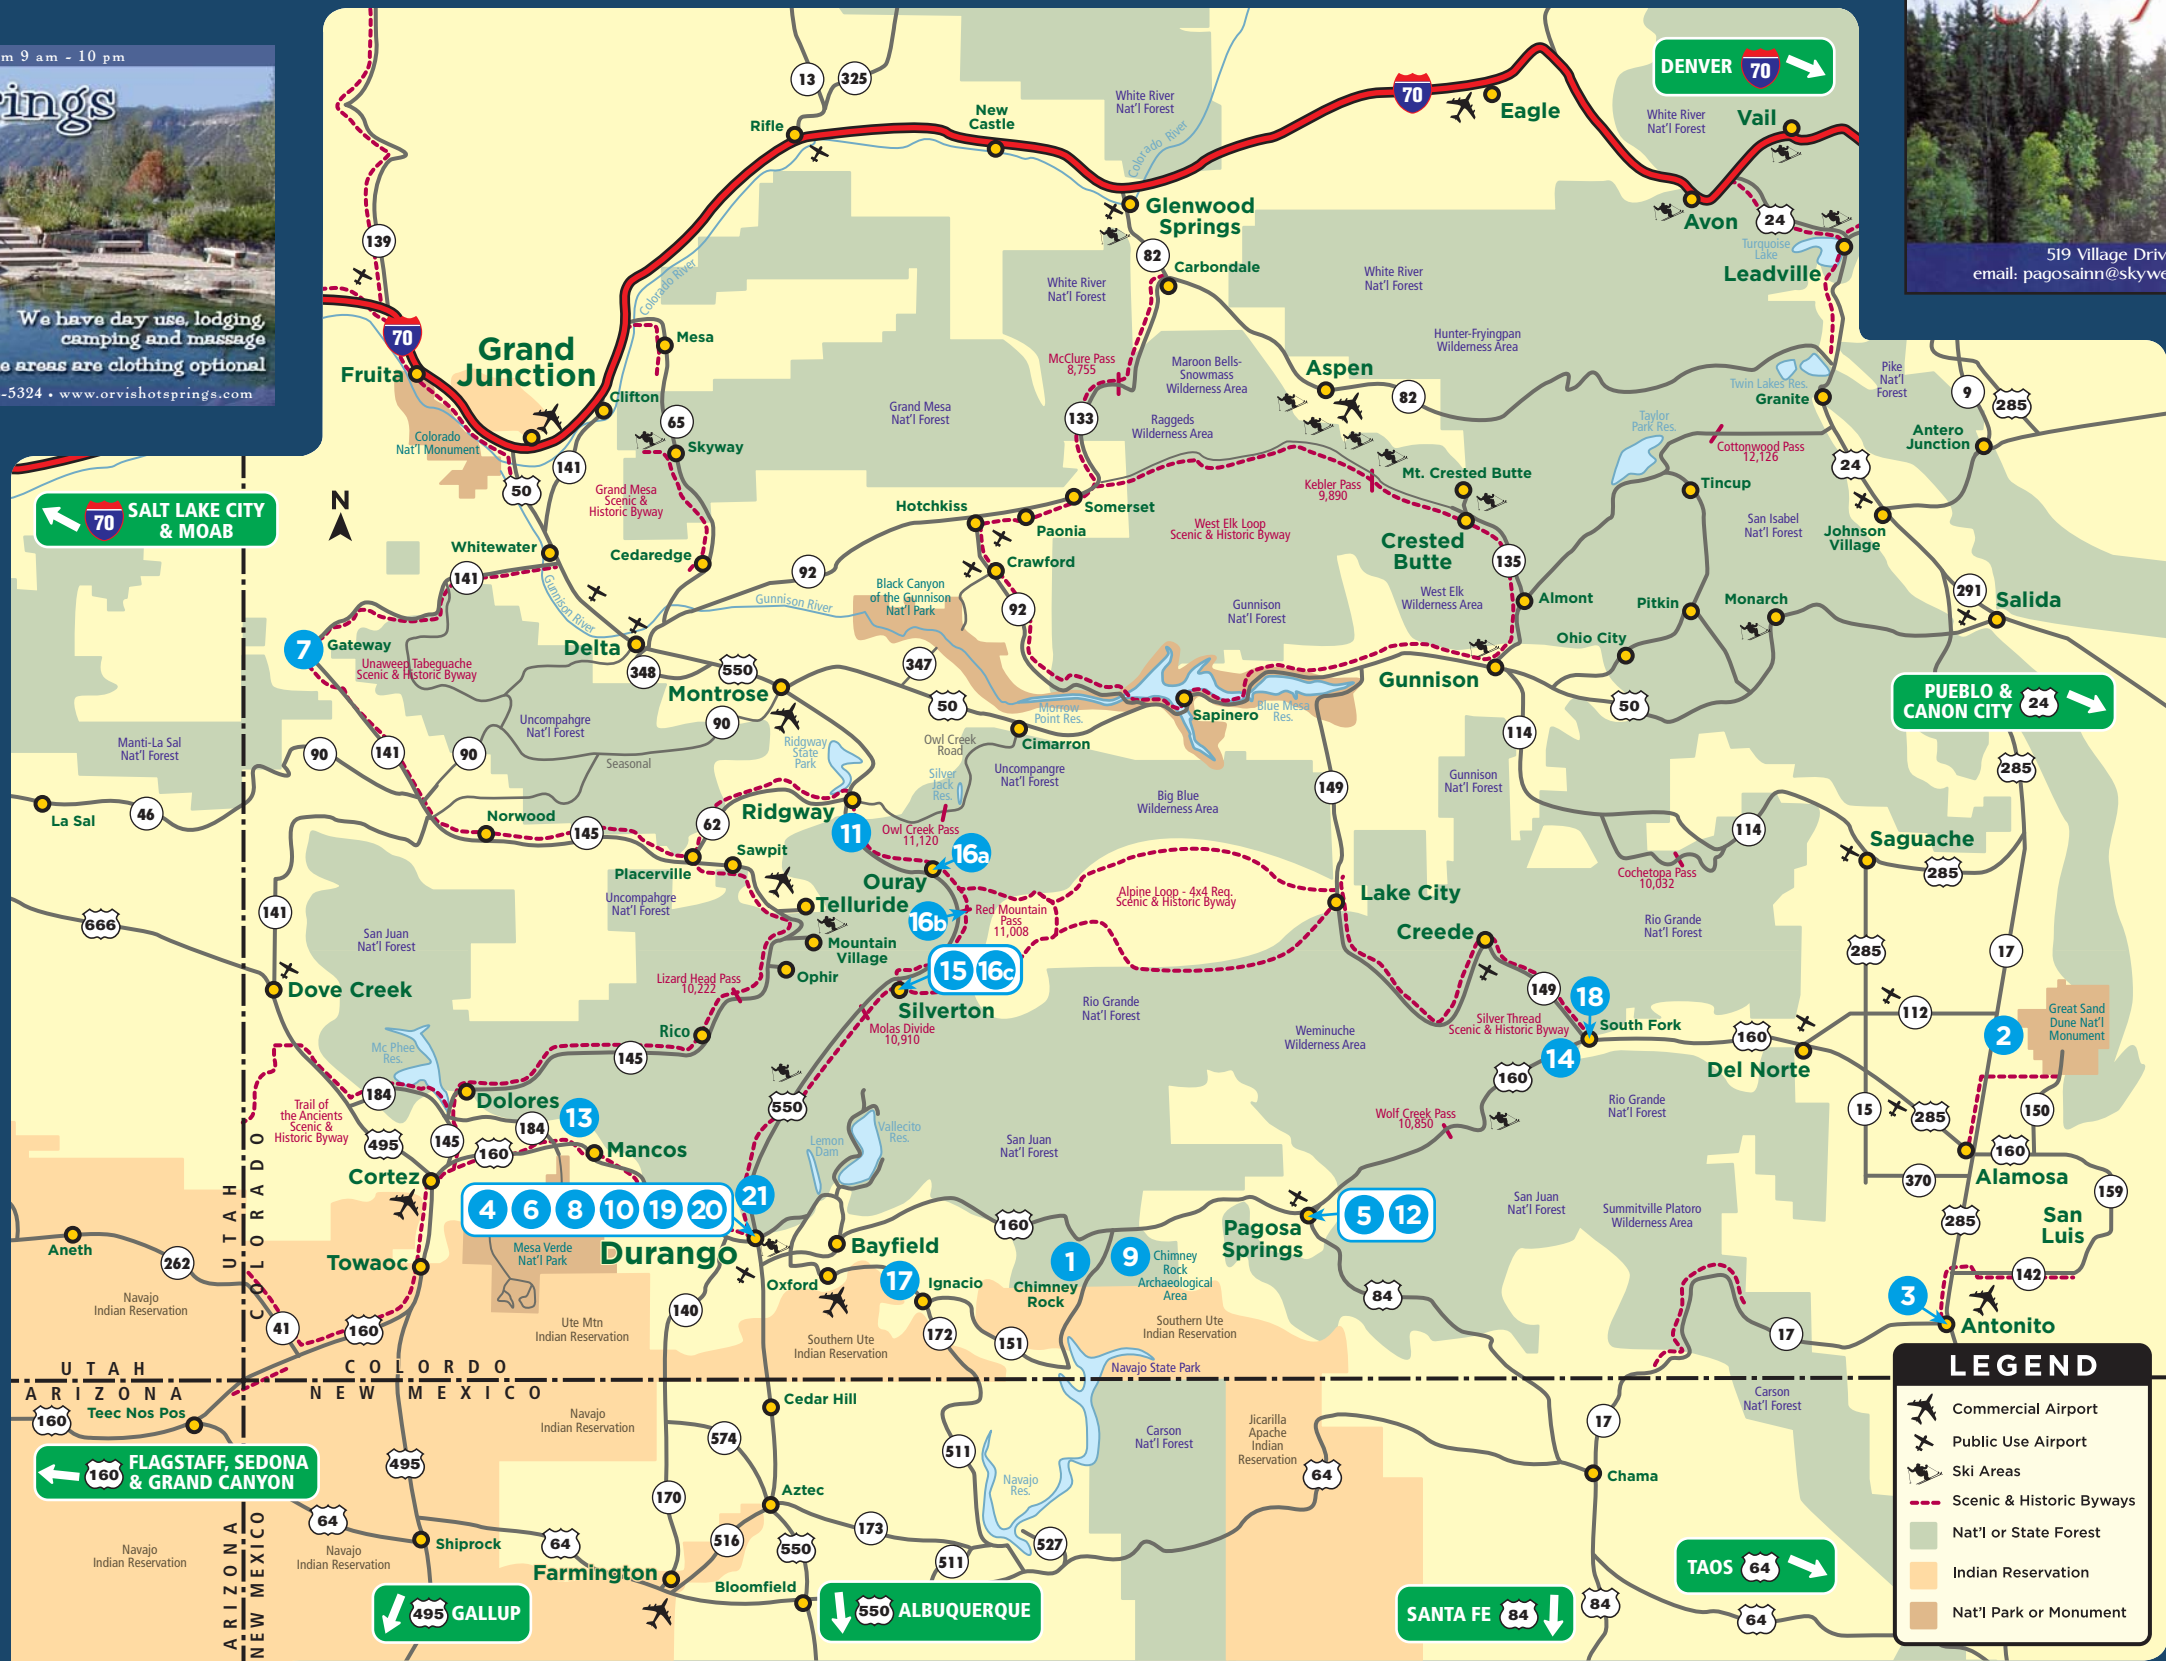 m 9 am - 10 pm
rings
We have day use, lodging,
camping and massage
e areas are clothing optional
-5324 • www.orvishotsprings.com
519 Village Driv
email: pagosainn@skywe
DENVER 70
13
325
Rifle
New
Castle
White River
Nat'l Forest
Colorado River
70
Eagle
White River
Nat'l Forest
Vail
Avon
24
Turquoise
Lake
Leadville
139
Glenwood
Springs
82
Carbondale
White River
Nat'l Forest
White River
Nat'l Forest
Colorado River
70
Fruita
Grand
Junction
Mesa
Clifton
65
Skyway
Colorado
Nat'l Monument
141
50
Grand Mesa
Scenic &
Historic Byway
Grand Mesa
Nat'l Forest
McClure Pass
8,755
133
Maroon Bells-
Snowmass
Wilderness Area
Raggeds
Wilderness Area
Aspen
82
Hunter-Fryingpan
Wilderness Area
Twin Lakes Res.
Granite
Pike
Nat'l
Forest
9
285
Antero
Junction
Taylor
Park Res.
Cottonwood Pass
12,126
24
Tincup
San Isabel
Nat'l Forest
Johnson
Village
Kebler Pass
9,890
Mt. Crested Butte
Crested
Butte
135
West Elk Loop
Scenic & Historic Byway
Hotchkiss
Somerset
Paonia
Crawford
92
92
N
70 SALT LAKE CITY
& MOAB
Whitewater
Cedaredge
141
Gunnison River
Gunnison River
Black Canyon
of the Gunnison
Nat'l Park
Gunnison
Nat'l Forest
West Elk
Wilderness Area
Almont
Pitkin
Monarch
291
Salida
Ohio City
7
Gateway
Unaweep Tabeguache
Scenic & Historic Byway
Delta
348
550
Montrose
347
50
90
Gunnison
50
PUEBLO &
CANON CITY 24
Sapinero
Blue Mesa
Res.
Morrow
Point Res.
Cimarron
114
Manti-La Sal
Nat'l Forest
90
141
90
Uncompahgre
Nat'l Forest
Seasonal
Ridgway
State
Park
Owl Creek
Road
Silver
Jack
Res.
Uncompangre
Nat'l Forest
285
149
Gunnison
Nat'l Forest
Big Blue
Wilderness Area
La Sal
46
Norwood
145
62
Ridgway
11
Owl Creek Pass
11,120
114
Saguache
285
Placerville
Sawpit
16a
Ouray
Cochetopa Pass
10,032
666
141
San Juan
Nat'l Forest
Uncompahgre
Nat'l Forest
Telluride
16b
Red Mountain
Pass
11,008
Alpine Loop - 4x4 Req.
Scenic & Historic Byway
Lake City
Creede
Rio Grande
Nat'l Forest
285
17
Mountain
Village
Ophir
Lizard Head Pass
10,222
15 16c
Silverton
Dove Creek
Molas Divide
10,910
Rio Grande
Nat'l Forest
Weminuche
Wilderness Area
149
18
Silver Thread
Scenic & Historic Byway
South Fork
14
160
160
112
2
Great Sand
Dune Nat'l
Monument
Del Norte
Mc Phee
Res.
Rico
145
184
Dolores
550
Trail of
the Ancients
Scenic &
Historic Byway
495
145
184
13
160
Mancos
Cortez
Lemon
Dam
Vallecito
Res.
San Juan
Nat'l Forest
Wolf Creek Pass
10,850
Rio Grande
Nat'l Forest
15
285
150
160
Alamosa
370
159
UTAH
COLORADO
4 6 8 10 19 20
21
Durango
Mesa Verde
Nat'l Park
Bayfield
160
Pagosa
Springs
5 12
San Juan
Nat'l Forest
Summitville Platoro
Wilderness Area
285
San
Luis
Aneth
262
Towaoc
Oxford
17
Ignacio
1
Chimney
Rock
9
Chimney
Rock
Archaeological
Area
142
Navajo
Indian Reservation
41
160
Ute Mtn
Indian Reservation
140
Southern Ute
Indian Reservation
172
151
Southern Ute
Indian Reservation
84
17
3
Antonito
UTAH
COLORDO
ARIZONA
NEW MEXICO
Navajo State Park
160
Teec Nos Pos
Navajo
Indian Reservation
Cedar Hill
Carson
Nat'l Forest
Jicarilla
Apache
Indian
Reservation
17
Carson
Nat'l Forest
160 FLAGSTAFF, SEDONA
& GRAND CANYON
495
574
511
64
Chama
170
Aztec
Navajo
Res.
64
Shiprock
64
516
550
173
511
527
Navajo
Indian Reservation
Navajo
Indian Reservation
ARIZONA
NEW MEXICO
Farmington
Bloomfield
495 GALLUP
550 ALBUQUERQUE
SANTA FE 84
84
TAOS 64
64
LEGEND
Commercial Airport
Public Use Airport
Ski Areas
Scenic & Historic Byways
Nat'l or State Forest
Indian Reservation
Nat'l Park or Monument